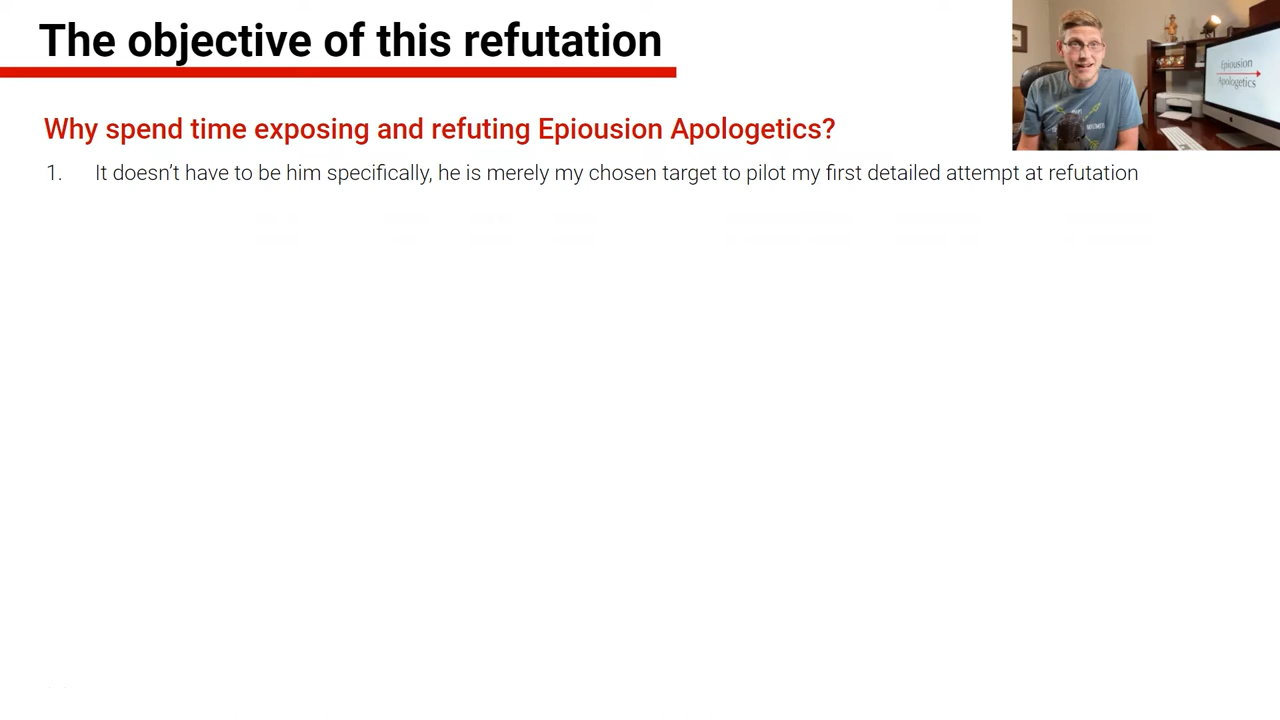 The objective of this refutation
Why spend time exposing and refuting Epiousion Apologetics?
1. It doesn’t have to be him specifically, he is merely my chosen target to pilot my first detailed attempt at refutation
Epiousion
Apologetics